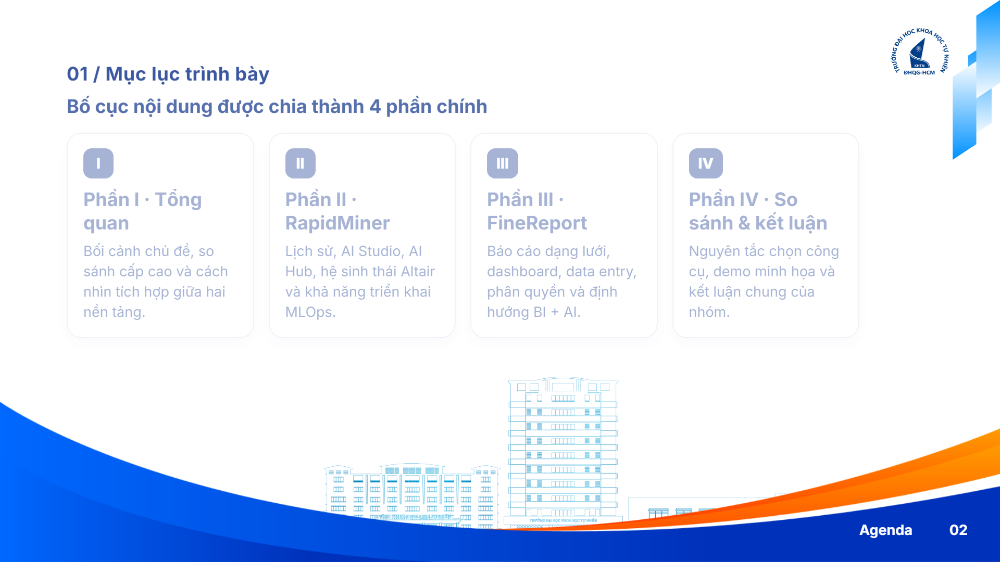 TRƯỜNG ĐẠI HỌC KHOA HỌC TỰ NHIÊN
KHTN
ĐHQG-HCM
01 / Mục lục trình bày
Bố cục nội dung được chia thành 4 phần chính
I
Phần I · Tổng
quan
Bối cảnh chủ đề, so
sánh cấp cao và cách
nhìn tích hợp giữa hai
nền tảng.
II
Phần II ·
RapidMiner
Lịch sử, AI Studio, AI
Hub, hệ sinh thái Altair
và khả năng triển khai
MLOps.
III
Phần III ·
FineReport
Báo cáo dạng lưới,
dashboard, data entry,
phân quyền và định
hướng BI + AI.
IV
Phần IV · So
sánh & kết luận
Nguyên tắc chọn công
cụ, demo minh họa và
kết luận chung của
nhóm.
TRƯỜNG ĐẠI HỌC KHOA HỌC TỰ NHIÊN
Agenda 02